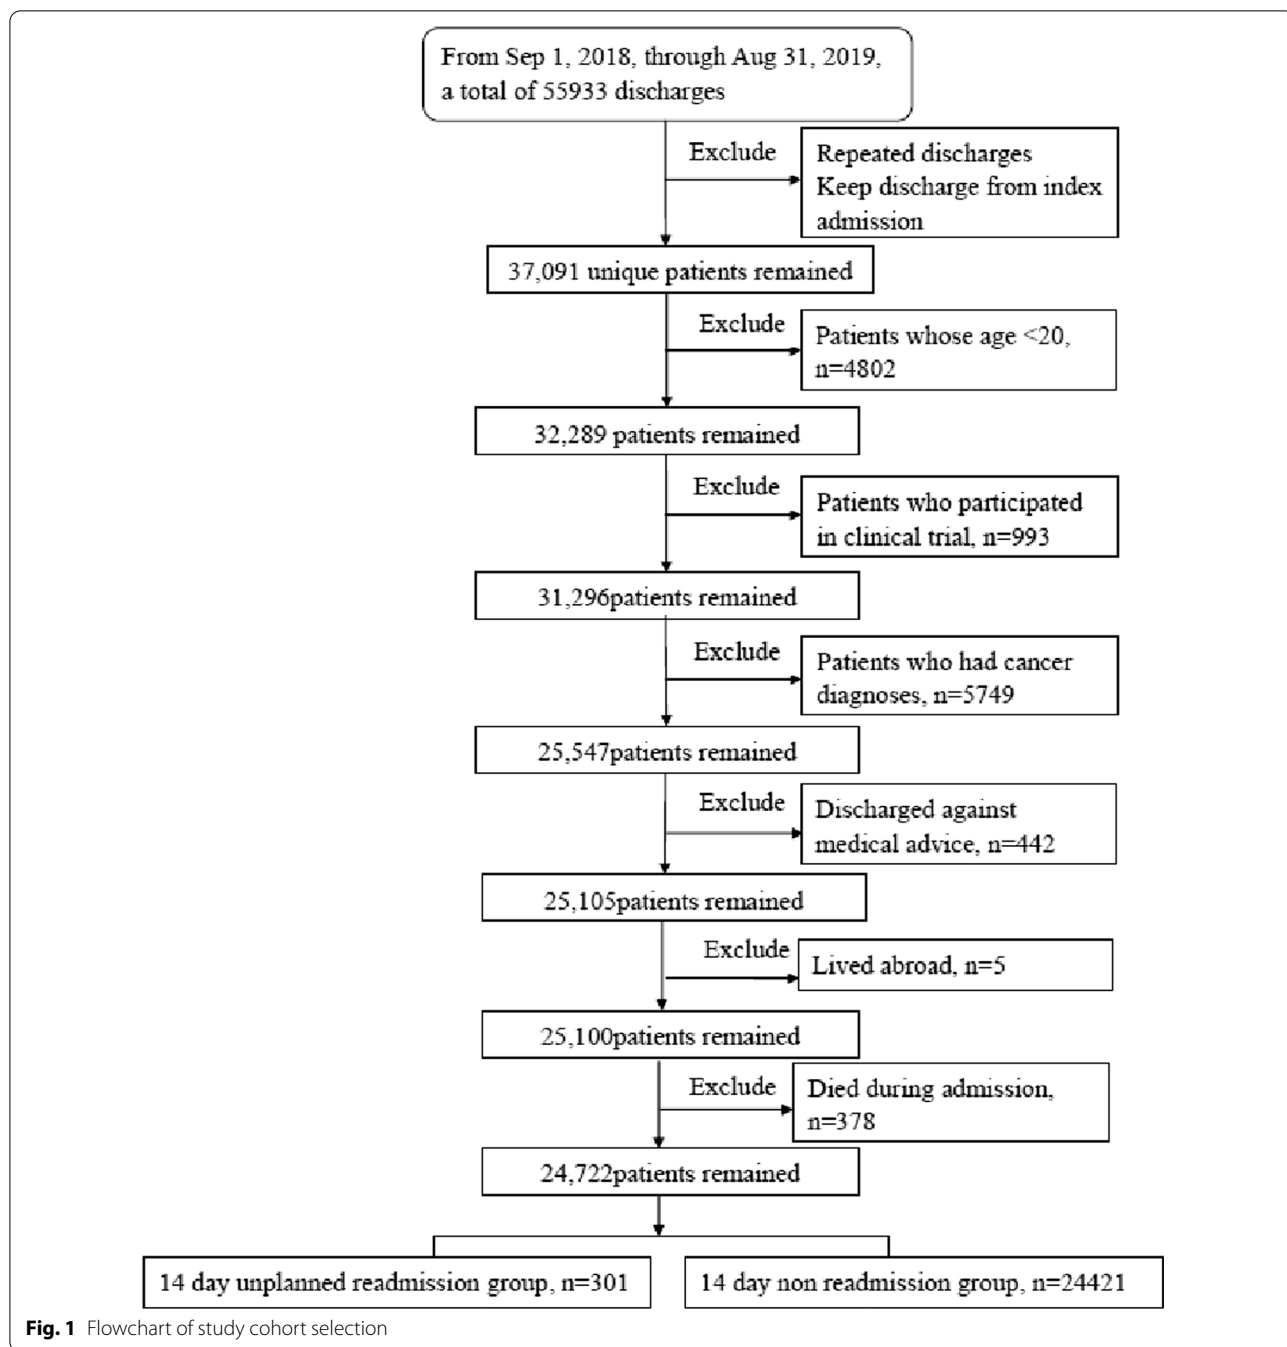 From Sep 1, 2018, through Aug 31, 2019,
a total of 55933 discharges
Exclude
Repeated discharges
Keep discharge from index
admission
37,091 unique patients remained
Exclude
Patients whose age <20,
n=4802
32,289 patients remained
Exclude
Patients who participated
in clinical trial, n=993
31,296patients remained
Exclude
Patients who had cancer
diagnoses, n=5749
25,547patients remained
Exclude
Discharged against
medical advice, n=442
25,105patients remained
Exclude
Lived abroad, n=5
25,100patients remained
Exclude
Died during admission,
n=378
24,722patients remained
14 day unplanned readmission group, n=301
14 day non readmission group, n=24421
Fig. 1 Flowchart of study cohort selection